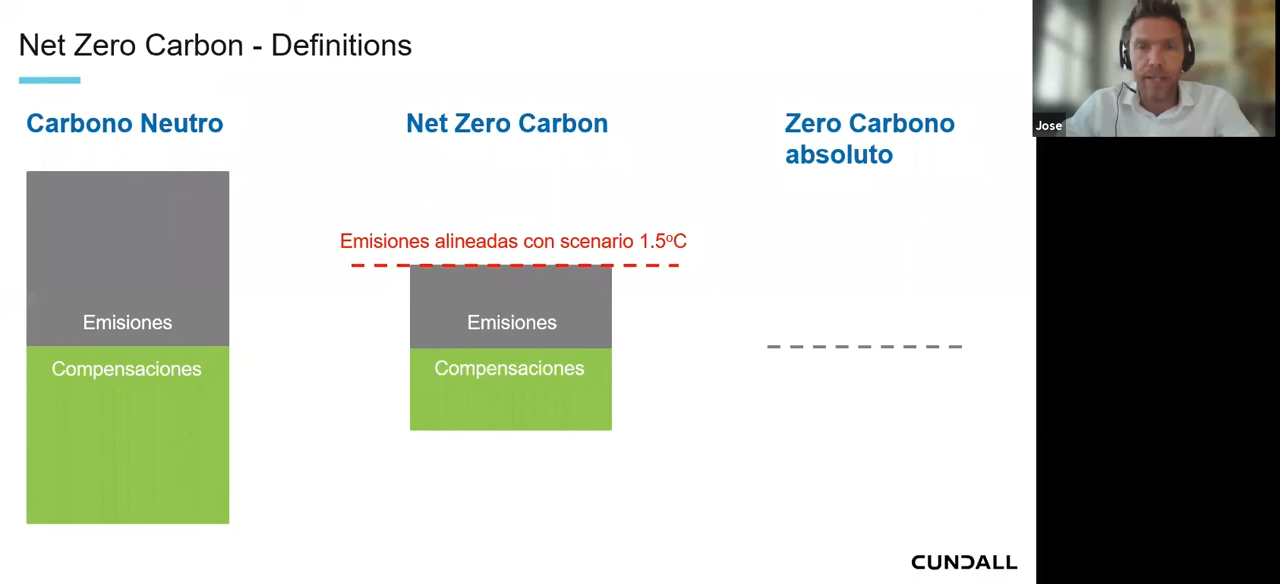 Net Zero Carbon - Definitions
Carbono Neutro
Net Zero Carbon
Zero Carbono
absoluto
Emisiones alineadas con scenario 1.5ºC
Emisiones
Compensaciones
Emisiones
Compensaciones
CUNDALL
Jose